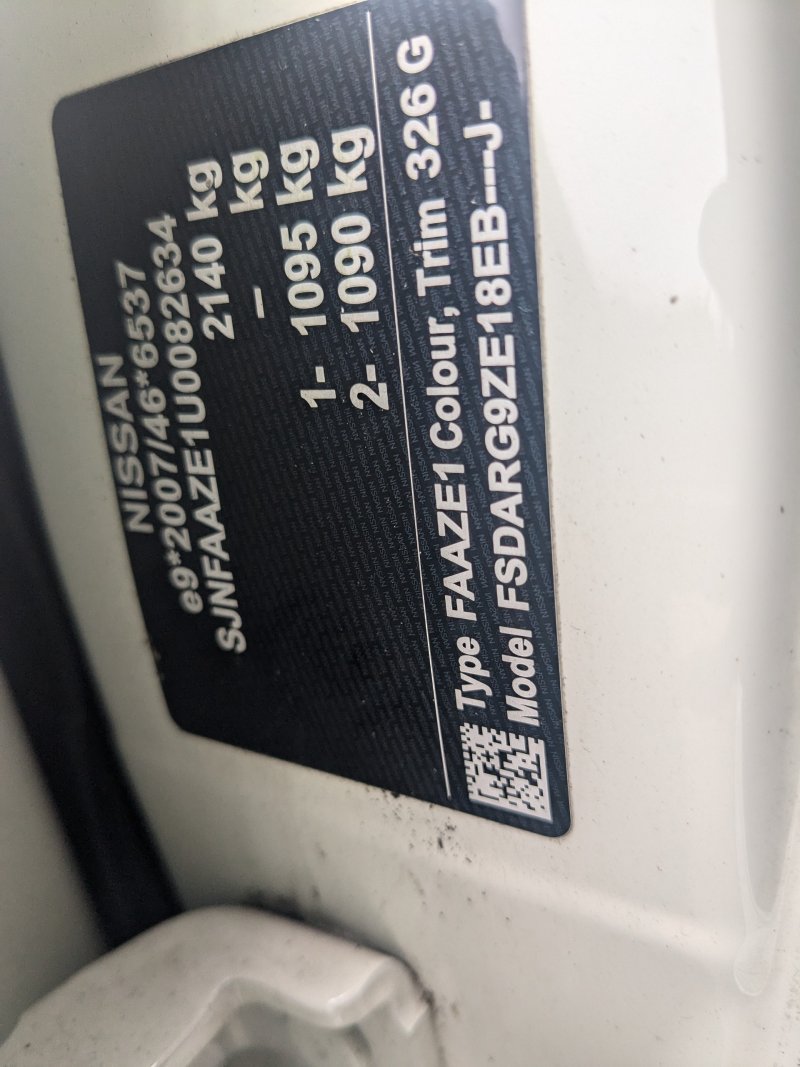 NISSAN
e9*2007/46*6537
SJNFAAZE1U0082634
2140 kg
– kg
1- 1095 kg
2- 1090 kg
Type FAAZE1 Colour, Trim 326 G
Model FSDARG9ZE18EB---J-